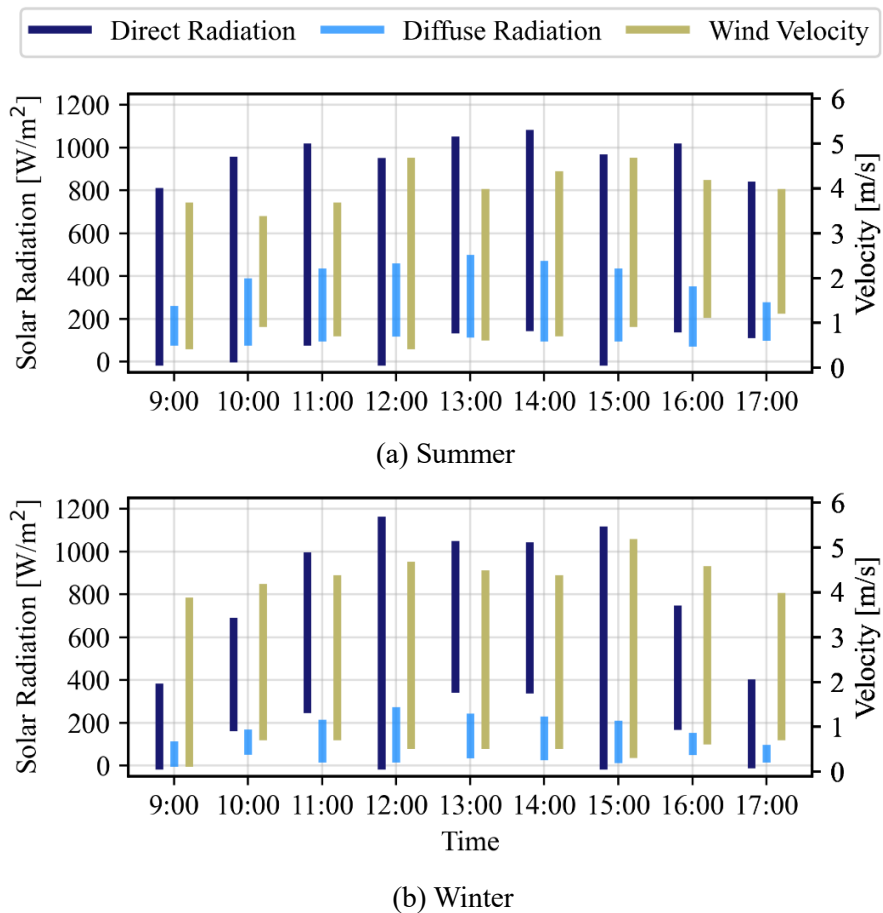 Direct Radiation Diffuse Radiation Wind Velocity
Solar Radiation [W/m²]
1200
1000
800
600
400
200
0
Velocity [m/s]
6
5
4
3
2
1
0
9:00 10:00 11:00 12:00 13:00 14:00 15:00 16:00 17:00
(a) Summer
Solar Radiation [W/m²]
1200
1000
800
600
400
200
0
Velocity [m/s]
6
5
4
3
2
1
0
9:00 10:00 11:00 12:00 13:00 14:00 15:00 16:00 17:00
Time
(b) Winter